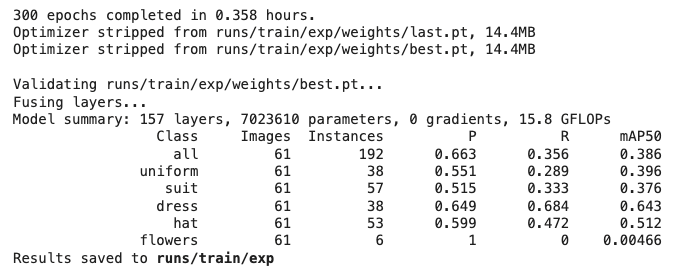 300 epochs completed in 0.358 hours.
Optimizer stripped from runs/train/exp/weights/last.pt, 14.4MB
Optimizer stripped from runs/train/exp/weights/best.pt, 14.4MB

Validating runs/train/exp/weights/best.pt...
Fusing layers...
Model summary: 157 layers, 7023610 parameters, 0 gradients, 15.8 GFLOPs
Class Images Instances P R mAP50
all 61 192 0.663 0.356 0.386
uniform 61 38 0.551 0.289 0.396
suit 61 57 0.515 0.333 0.376
dress 61 38 0.649 0.684 0.643
hat 61 53 0.599 0.472 0.512
flowers 61 6 1 0 0.00466
Results saved to runs/train/exp